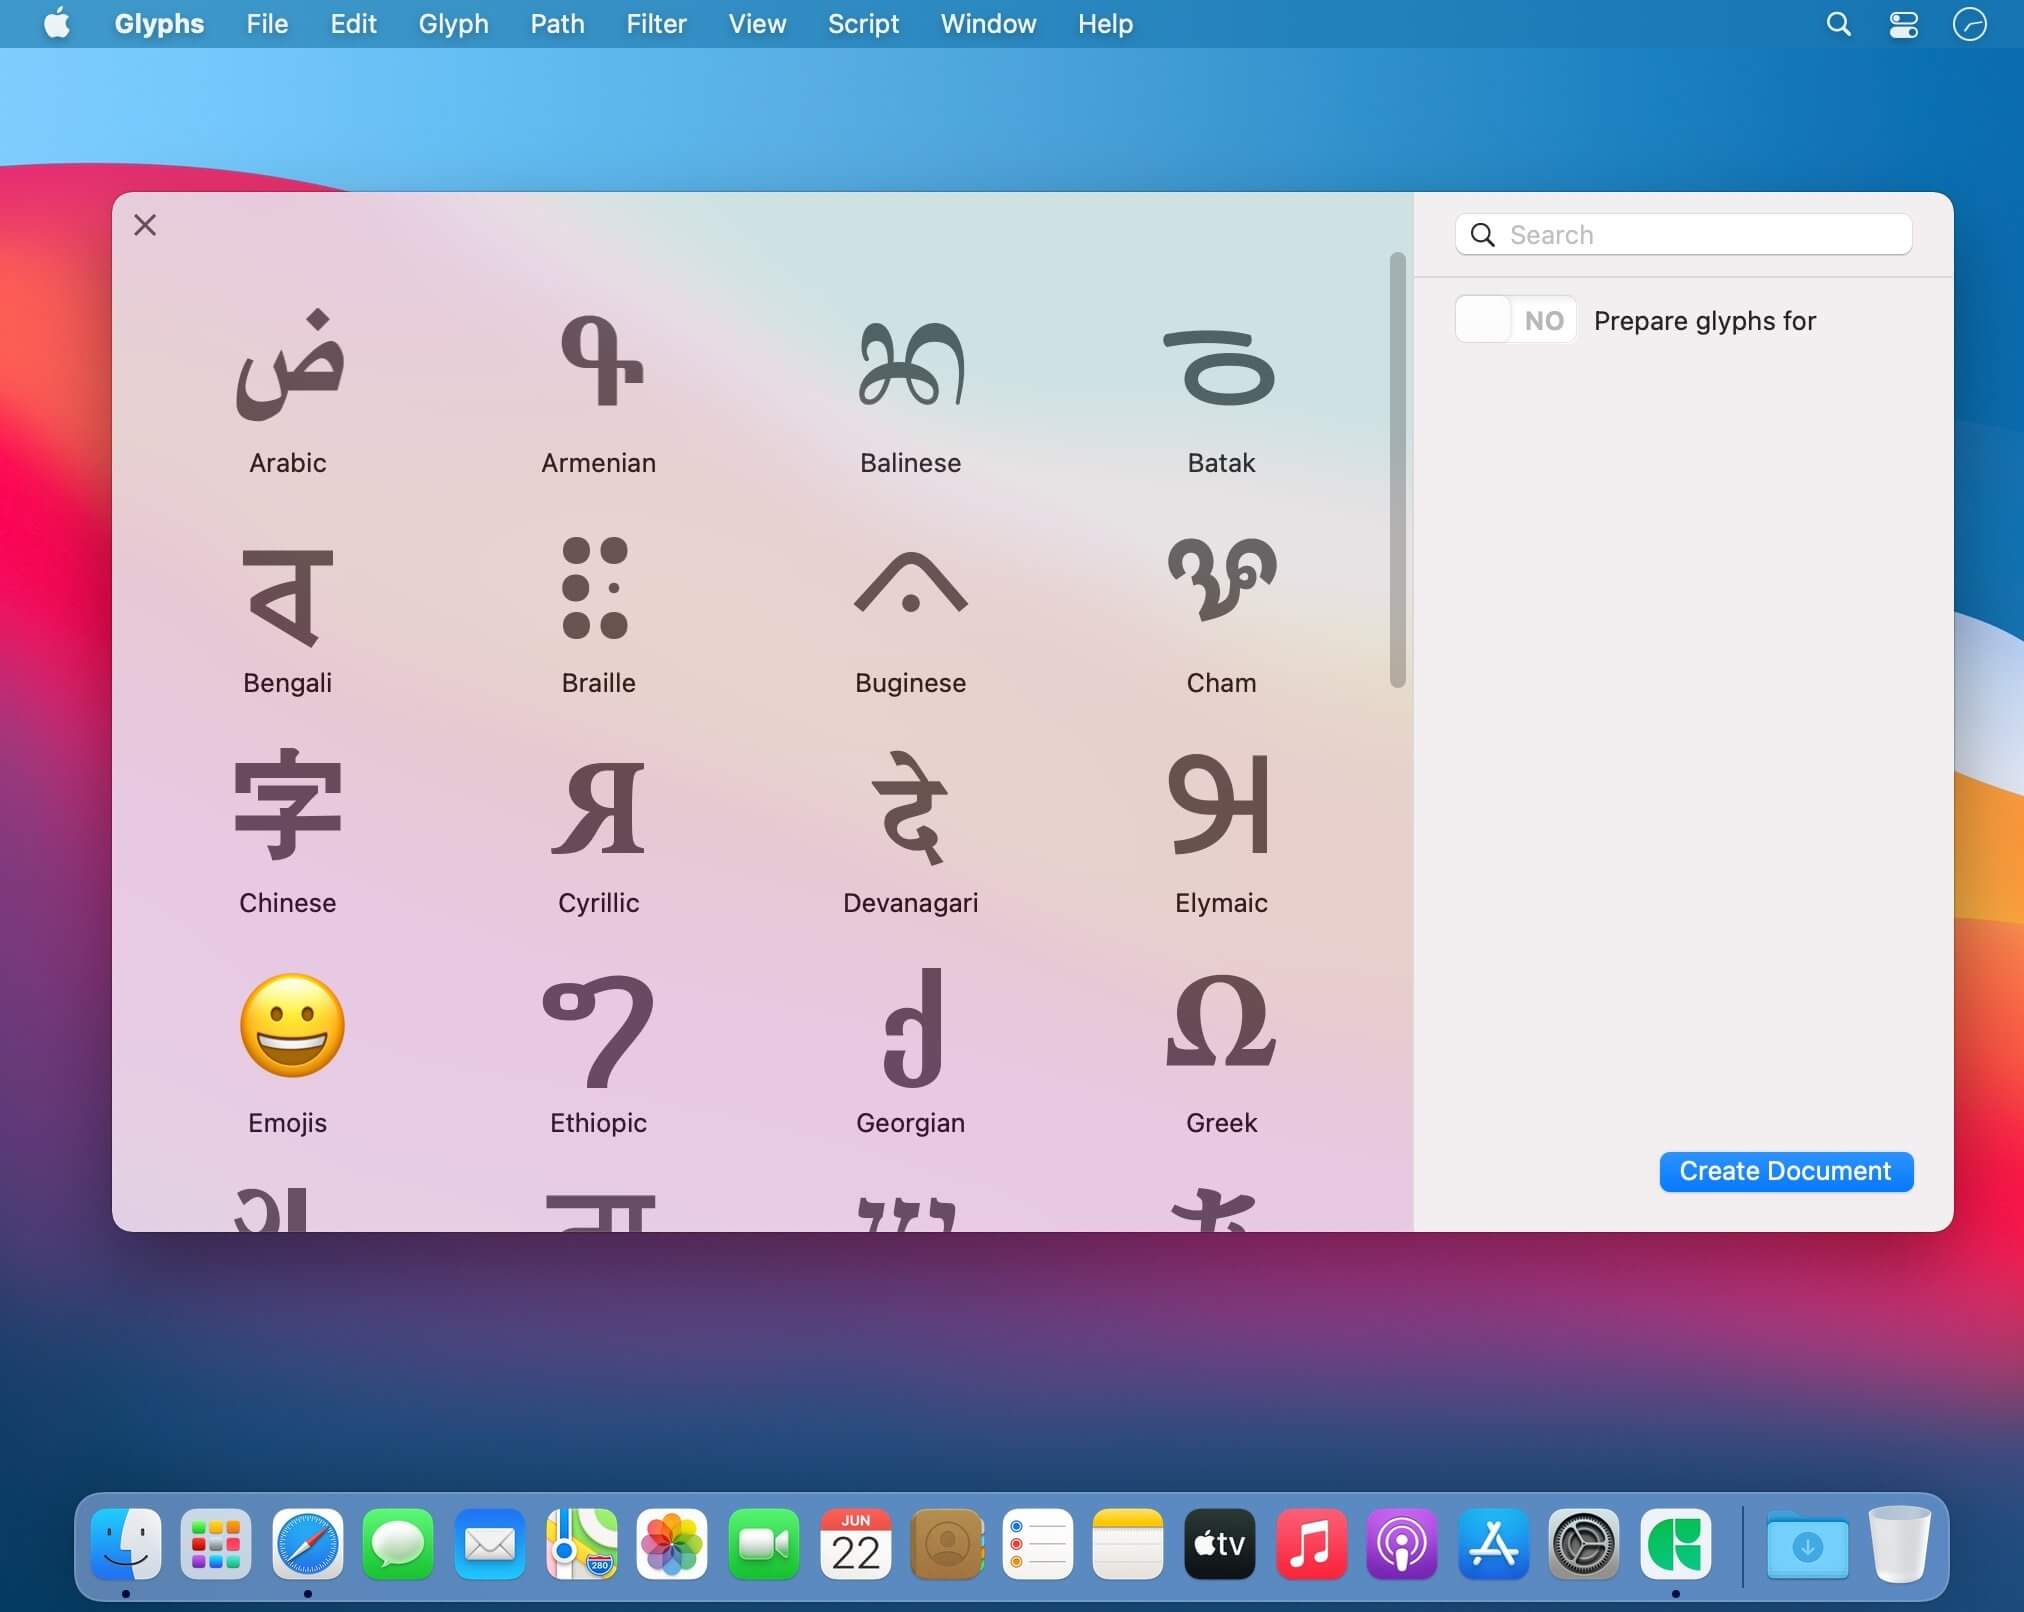 Glyphs File Edit Glyph Path Filter View Script Window Help
Search
NO Prepare glyphs for
ض Գ ᬅ ᯂ
Arabic Armenian Balinese Batak
ব ⠟ ᨊ
Bengali Braille Buginese Cham
字 Я दे
Chinese Cyrillic Devanagari Elymaic
😀 ጘ ძ Ω
Emojis Ethiopic Georgian Greek
Create Document
280
JUN
22
tv